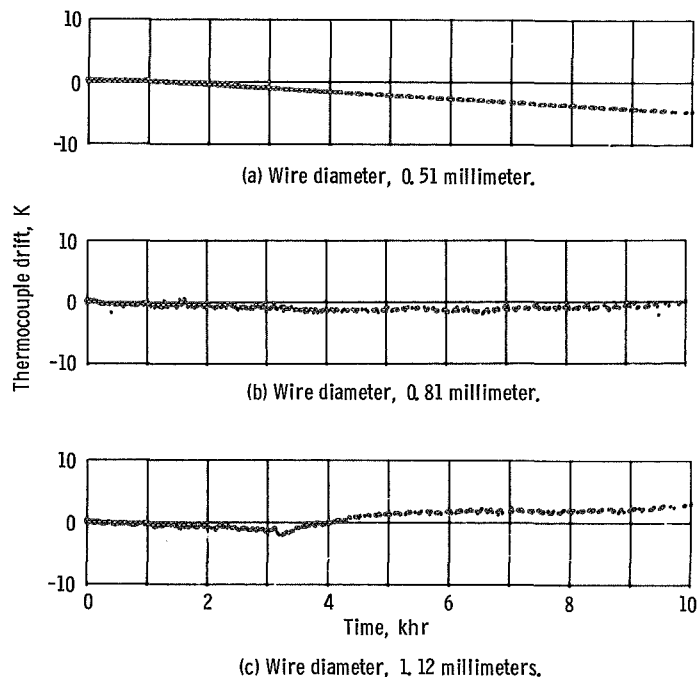 10
0
-10
(a) Wire diameter, 0.51 millimeter.
Thermocouple drift, K
10
0
-10
(b) Wire diameter, 0.81 millimeter.
10
0
-10
0 2 4 6 8 10
Time, khr
(c) Wire diameter, 1.12 millimeters.